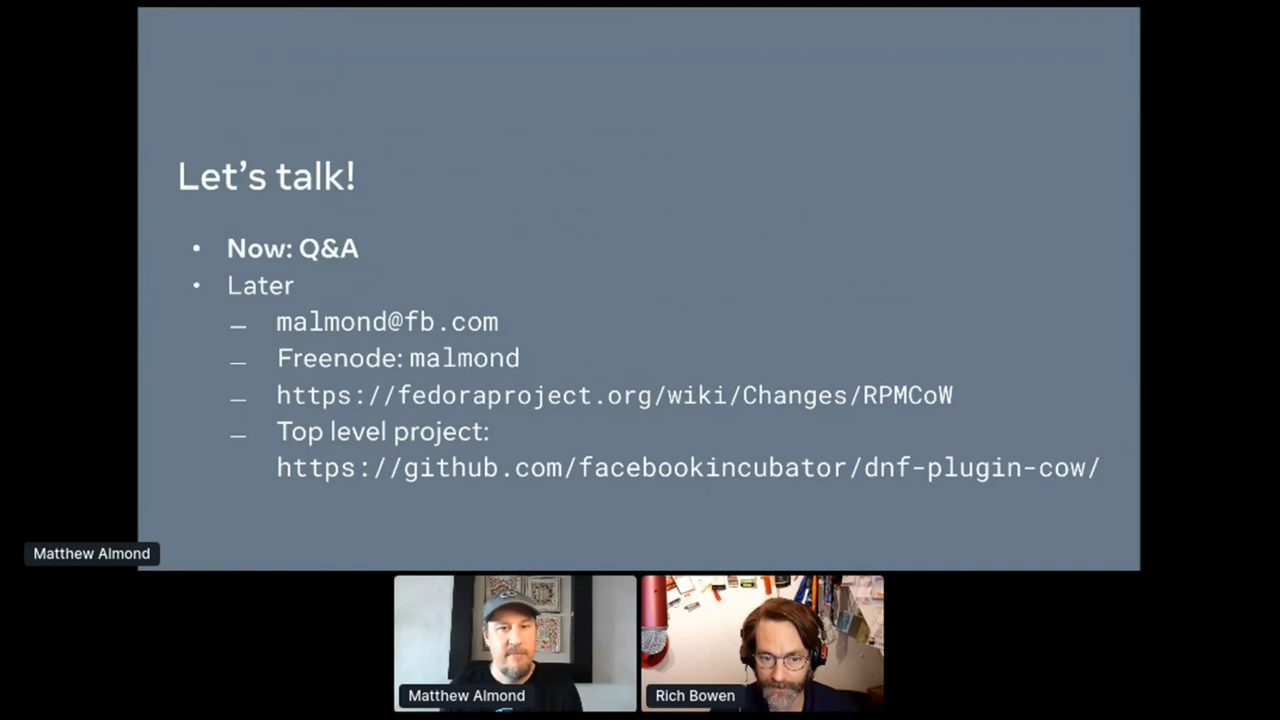 Let's talk!
• Now: Q&A
• Later
– malmond@fb.com
– Freenode: malmond
– https://fedoraproject.org/wiki/Changes/RPMCoW
– Top level project:
https://github.com/facebookincubator/dnf-plugin-cow/
Matthew Almond
Matthew Almond
Rich Bowen